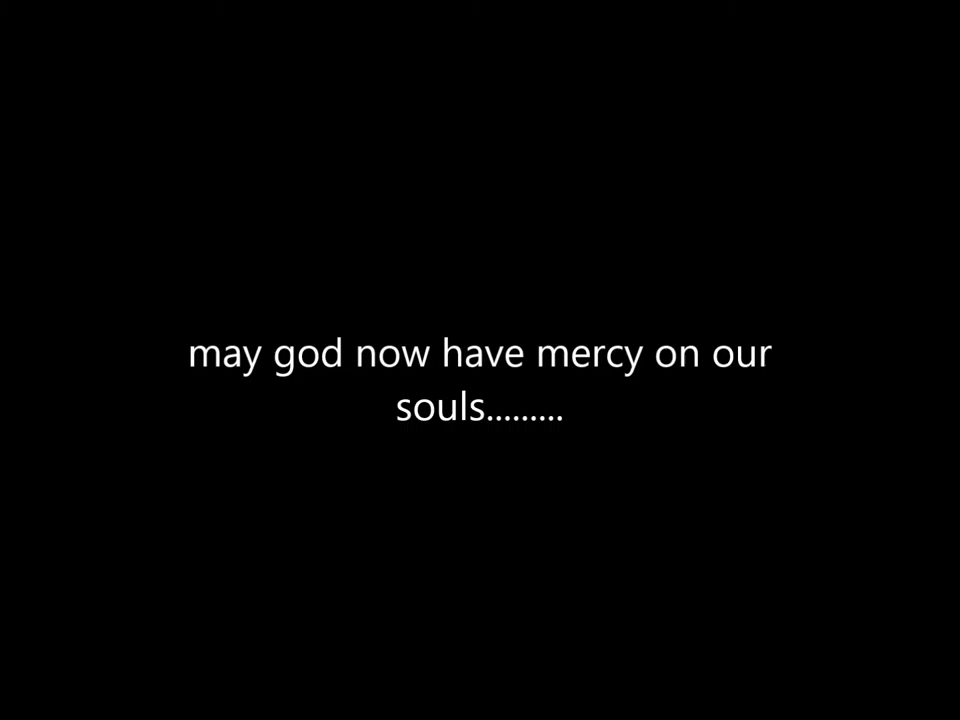 may god now have mercy on our
souls.........